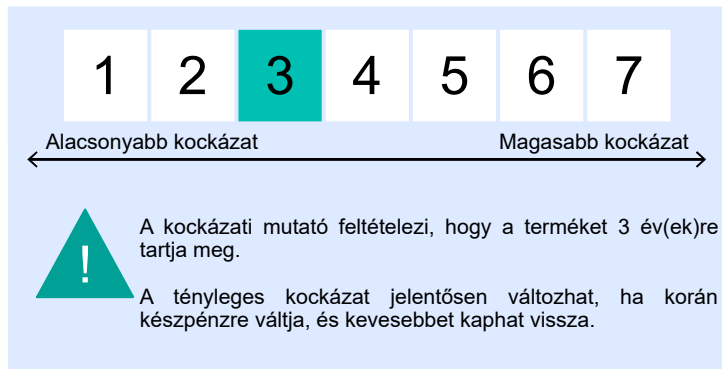 1 2 3 4 5 6 7
Alacsonyabb kockázat Magasabb kockázat
!
A kockázati mutató feltételezi, hogy a terméket 3 év(ek)re
tartja meg.
A tényleges kockázat jelentősen változhat, ha korán
készpénzre váltja, és kevesebbet kaphat vissza.